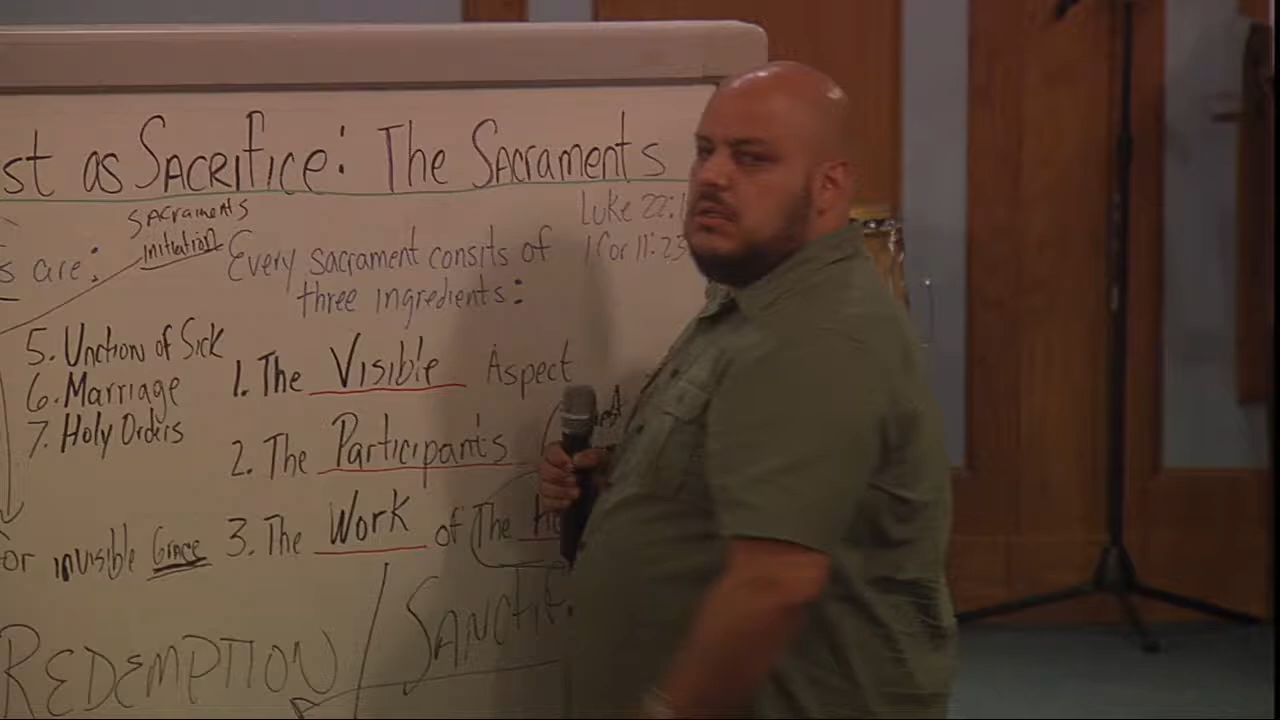 st as SACRIFICE: The SACraments
Luke 22:1
1 Cor 11:23
SACraments
initiation
s are:
Every sacrament consits of
three ingredients:
5. Unction of Sick
6. Marriage
7. Holy Orders
1. The Visible Aspect
2. The Participants
3. The Work of The
or invisible Grace
REDEMPTION / SANCTIF